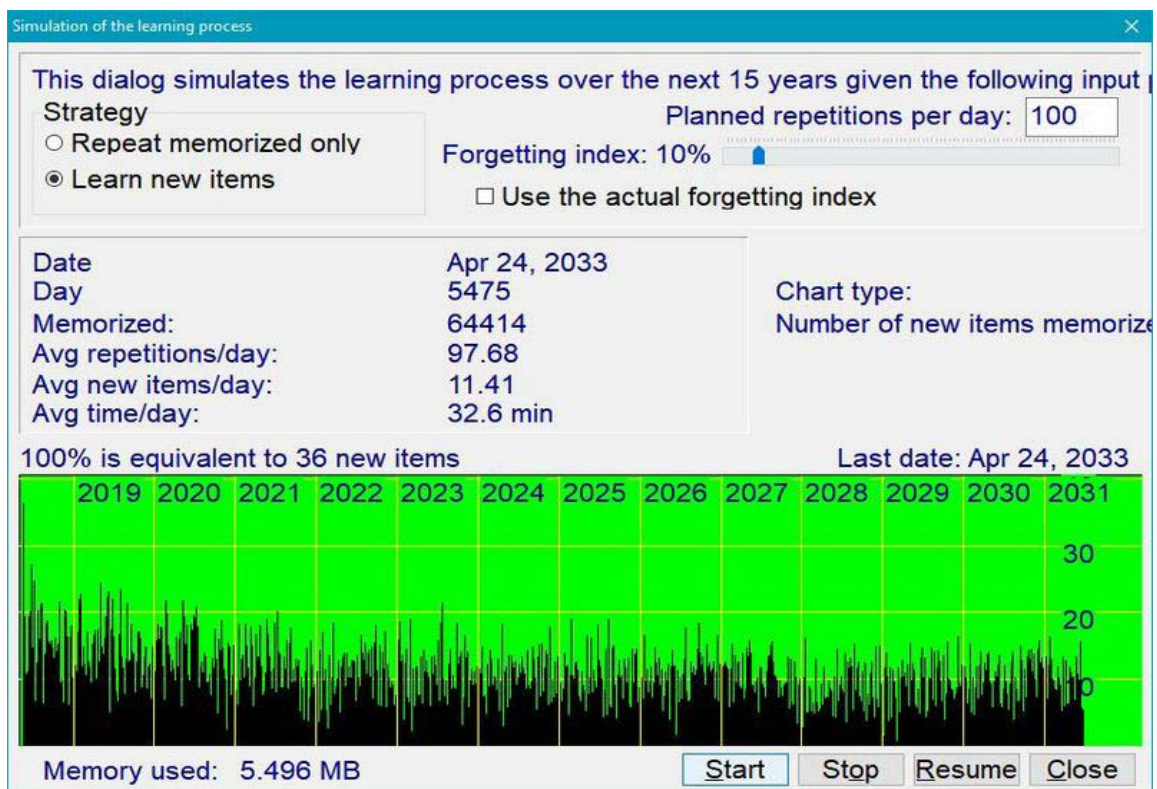 Simulation of the learning process
This dialog simulates the learning process over the next 15 years given the following input
Strategy
Repeat memorized only
Learn new items
Planned repetitions per day: 100
Forgetting index: 10%
Use the actual forgetting index
Date Apr 24, 2033
Day 5475
Memorized: 64414
Avg repetitions/day: 97.68
Avg new items/day: 11.41
Avg time/day: 32.6 min
Chart type:
Number of new items memorize
100% is equivalent to 36 new items Last date: Apr 24, 2033
2019 2020 2021 2022 2023 2024 2025 2026 2027 2028 2029 2030 2031
30
20
Memory used: 5.496 MB Start Stop Resume Close